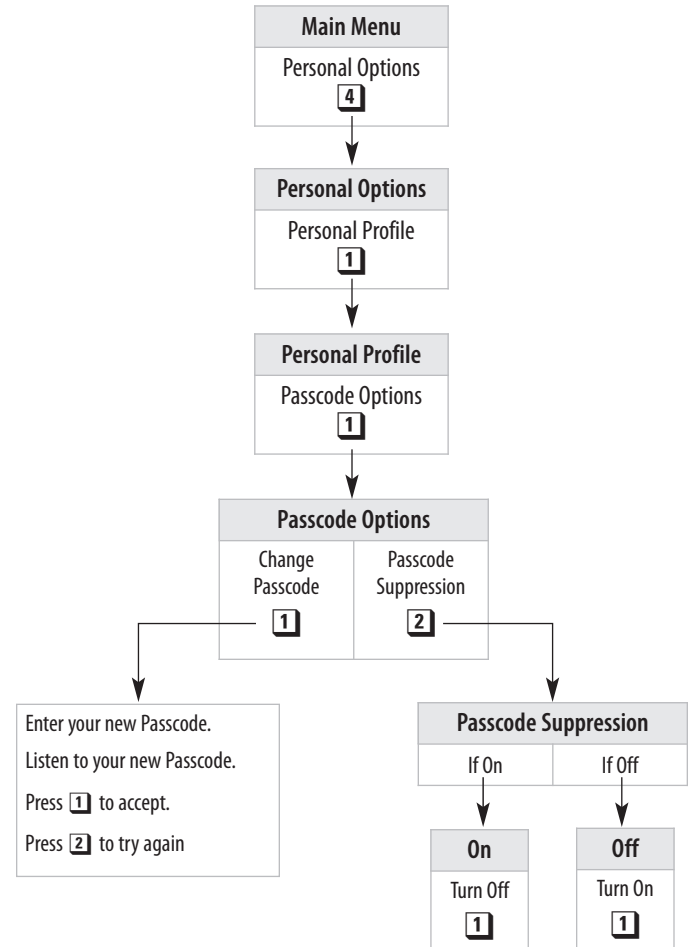 Main Menu
Personal Options
4
Personal Options
Personal Profile
1
Personal Profile
Passcode Options
1
Passcode Options
Change
Passcode
1
Passcode
Suppression
2
Enter your new Passcode.
Listen to your new Passcode.
Press 1 to accept.
Press 2 to try again
Passcode Suppression
If On
If Off
On
Turn Off
1
Off
Turn On
1